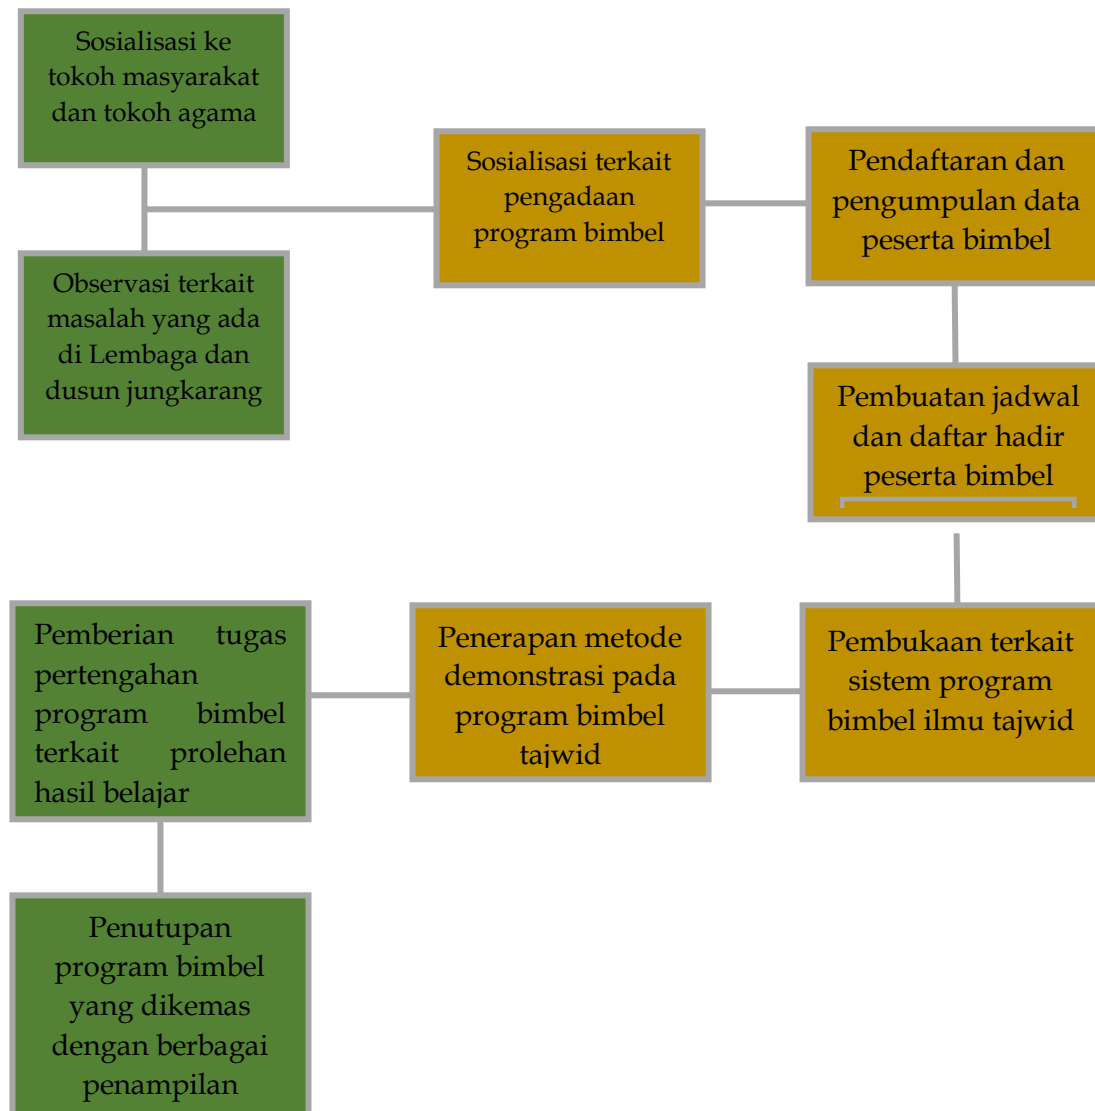 Sosialisasi ke
tokoh masyarakat
dan tokoh agama
Observasi terkait
masalah yang ada
di Lembaga dan
dusun jungkarang
Sosialisasi terkait
pengadaan
program bimbel
Pendaftaran dan
pengumpulan data
peserta bimbel
Pembuatan jadwal
dan daftar hadir
peserta bimbel
Pembukaan terkait
sistem program
bimbel ilmu tajwid
Penerapan metode
demonstrasi pada
program bimbel
tajwid
Pemberian tugas
pertengahan
program bimbel
terkait prolehan
hasil belajar
Penutupan
program bimbel
yang dikemas
dengan berbagai
penampilan